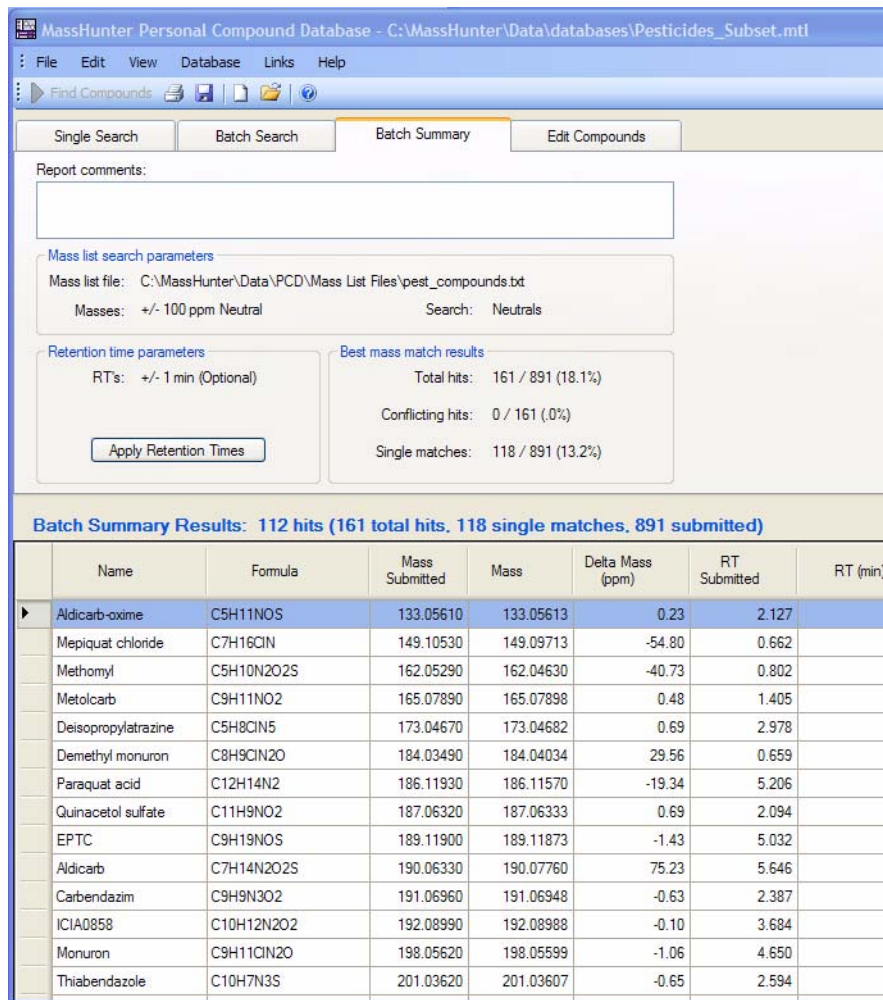 MassHunter Personal Compound Database - C:\MassHunter\Data\databases\Pesticides_Subset.mtl
File Edit View Database Links Help
Find Compounds
Single Search Batch Search Batch Summary Edit Compounds
Report comments:
Mass list search parameters
Mass list file: C:\MassHunter\Data\PCD\Mass List Files\pest_compounds.txt
Masses: +/- 100 ppm Neutral Search: Neutrals
Retention time parameters Best mass match results
RT's: +/- 1 min (Optional) Total hits: 161 / 891 (18.1%)
Conflicting hits: 0 / 161 (.0%)
Apply Retention Times Single matches: 118 / 891 (13.2%)
Batch Summary Results: 112 hits (161 total hits, 118 single matches, 891 submitted)
Name Formula Mass Submitted Mass Delta Mass (ppm) RT Submitted RT (min)
Aldicarb-oxime C5H11NOS 133.05610 133.05613 0.23 2.127
Mepiquat chloride C7H16ClN 149.10530 149.09713 -54.80 0.662
Methomyl C5H10N2O2S 162.05290 162.04630 -40.73 0.802
Metolcarb C9H11NO2 165.07890 165.07898 0.48 1.405
Deisopropylatrazine C5H8ClN5 173.04670 173.04682 0.69 2.978
Demethyl monuron C8H9ClN2O 184.03490 184.04034 29.56 0.659
Paraquat acid C12H14N2 186.11930 186.11570 -19.34 5.206
Quinacetol sulfate C11H9NO2 187.06320 187.06333 0.69 2.094
EPTC C9H19NOS 189.11900 189.11873 -1.43 5.032
Aldicarb C7H14N2O2S 190.06330 190.07760 75.23 5.646
Carbendazim C9H9N3O2 191.06960 191.06948 -0.63 2.387
ICIA0858 C10H12N2O2 192.08990 192.08988 -0.10 3.684
Monuron C9H11ClN2O 198.05620 198.05599 -1.06 4.650
Thiabendazole C10H7N3S 201.03620 201.03607 -0.65 2.594